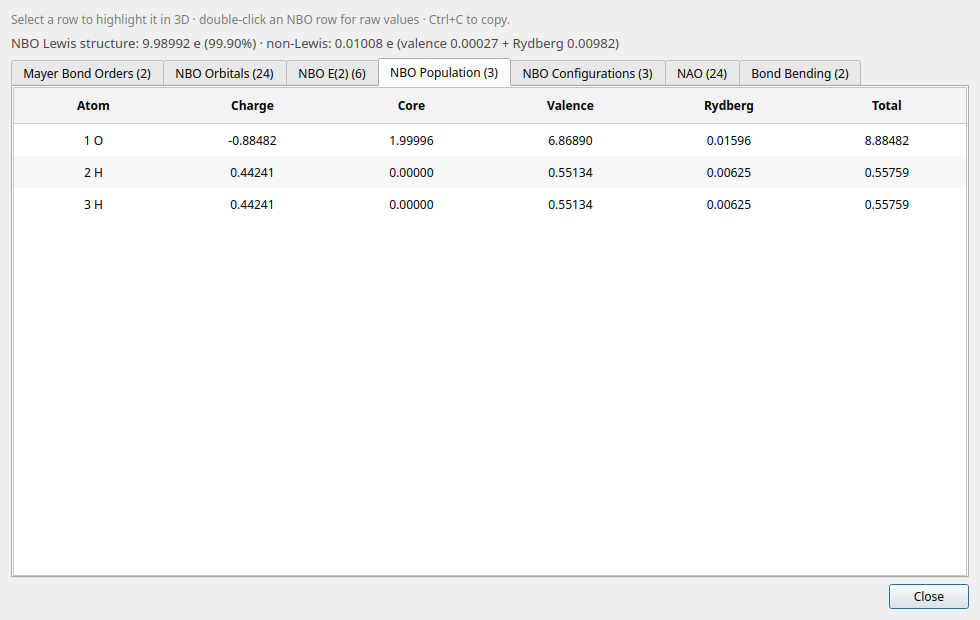 Select a row to highlight it in 3D · double-click an NBO row for raw values · Ctrl+C to copy.
NBO Lewis structure: 9.98992 e (99.90%) · non-Lewis: 0.01008 e (valence 0.00027 + Rydberg 0.00982)
Mayer Bond Orders (2) NBO Orbitals (24) NBO E(2) (6) NBO Population (3) NBO Configurations (3) NAO (24) Bond Bending (2)
Atom Charge Core Valence Rydberg Total
1 O -0.88482 1.99996 6.86890 0.01596 8.88482
2 H 0.44241 0.00000 0.55134 0.00625 0.55759
3 H 0.44241 0.00000 0.55134 0.00625 0.55759
Close